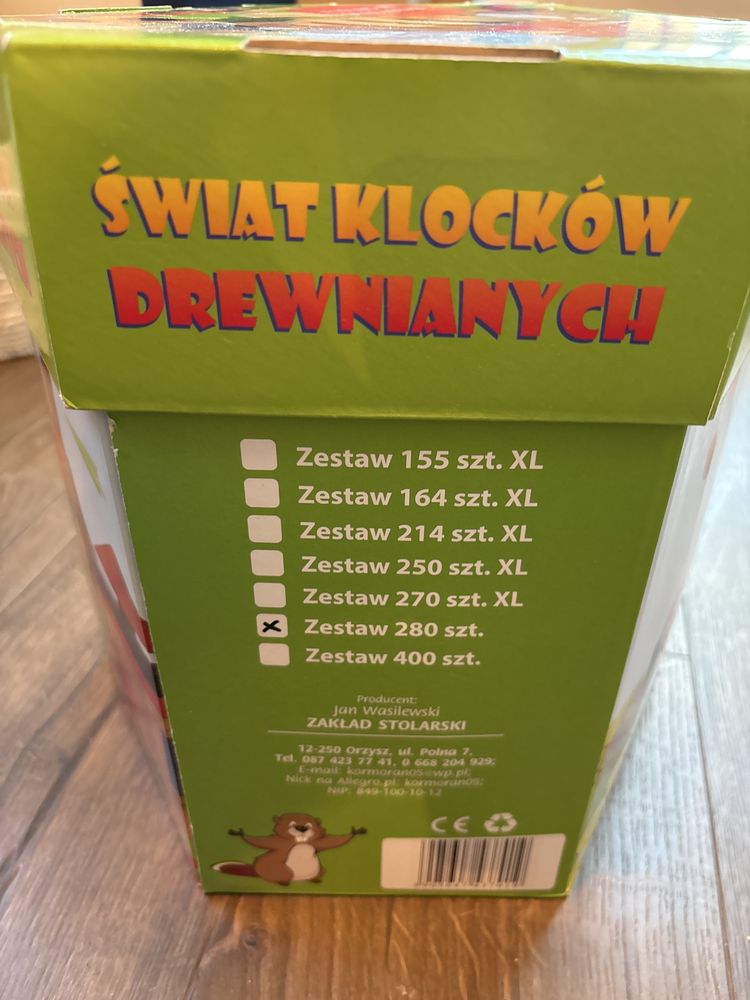 ŚWIAT KLOCKÓW
DREWNIANYCH
Zestaw 155 szt. XL
Zestaw 164 szt. XL
Zestaw 214 szt. XL
Zestaw 250 szt. XL
Zestaw 270 szt. XL
Zestaw 280 szt.
Zestaw 400 szt.
Producent:
Jan Wasilewski
ZAKŁAD STOLARSKI
12-250 Orzysz, ul. Polna 7,
Tel. 087 423 77 41, 0 668 204 929;
E-mail: kormoran05@wp.pl;
Nick na Allegro.pl: kormoran05;
NIP: 849-100-10-12
CE